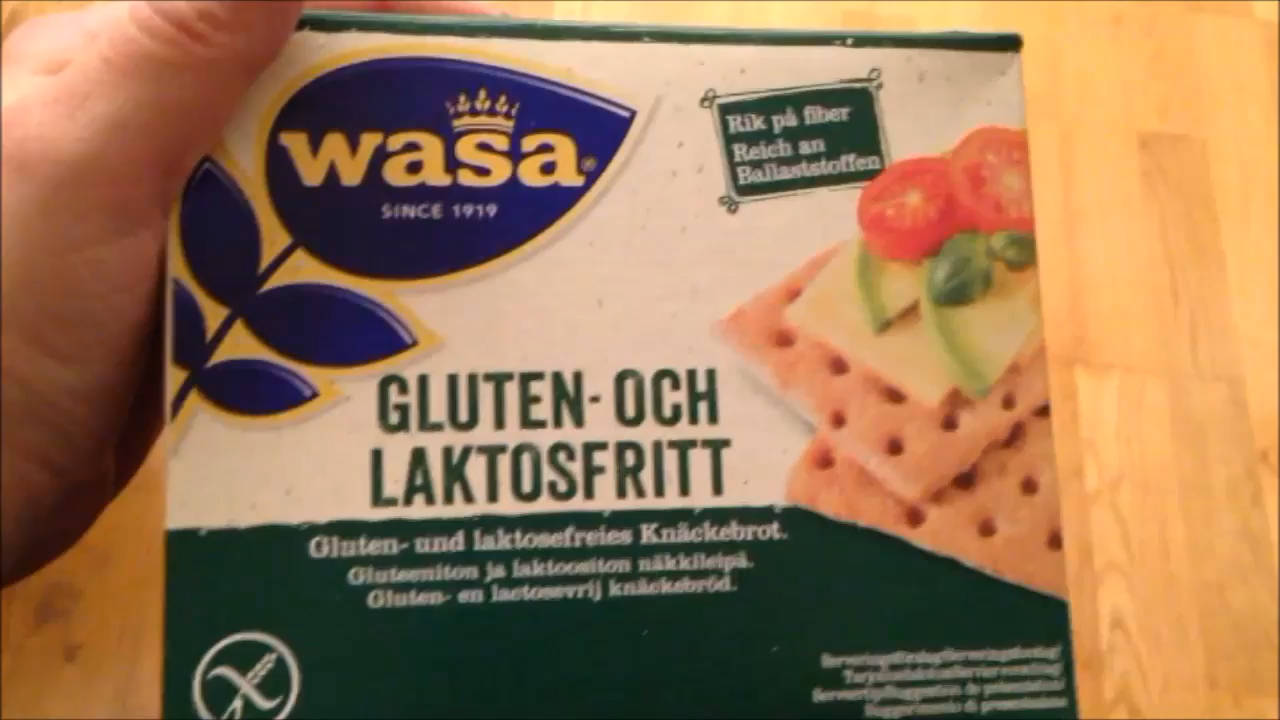 wasa®
SINCE 1919
Rik på fiber
Reich an
Ballaststoffen
GLUTEN- OCH
LAKTOSFRITT
Gluten- und laktosefreies Knäckebrot.
Gluteeniton ja laktoositon näkkileipä.
Gluten- en lactosevrij knäckebröd.